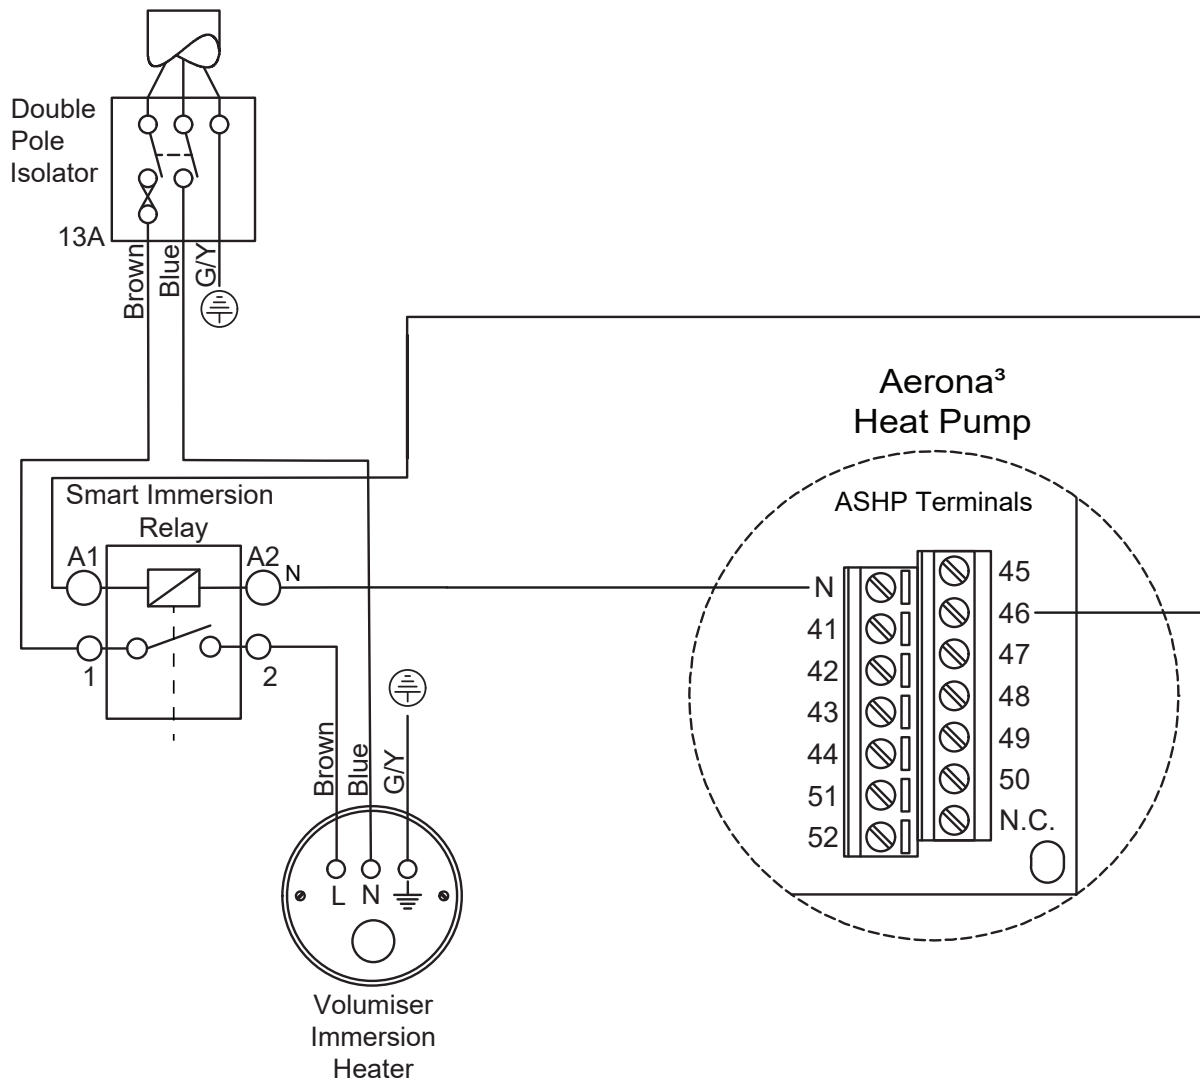 Double
Pole
Isolator
13A
Brown
Blue
G/Y
Aerona³
Heat Pump
ASHP Terminals
Smart Immersion
Relay
A1
A2
N
1
2
N
41
42
43
44
51
52
45
46
47
48
49
50
N.C.
Brown
Blue
G/Y
L
N
Volumiser
Immersion
Heater